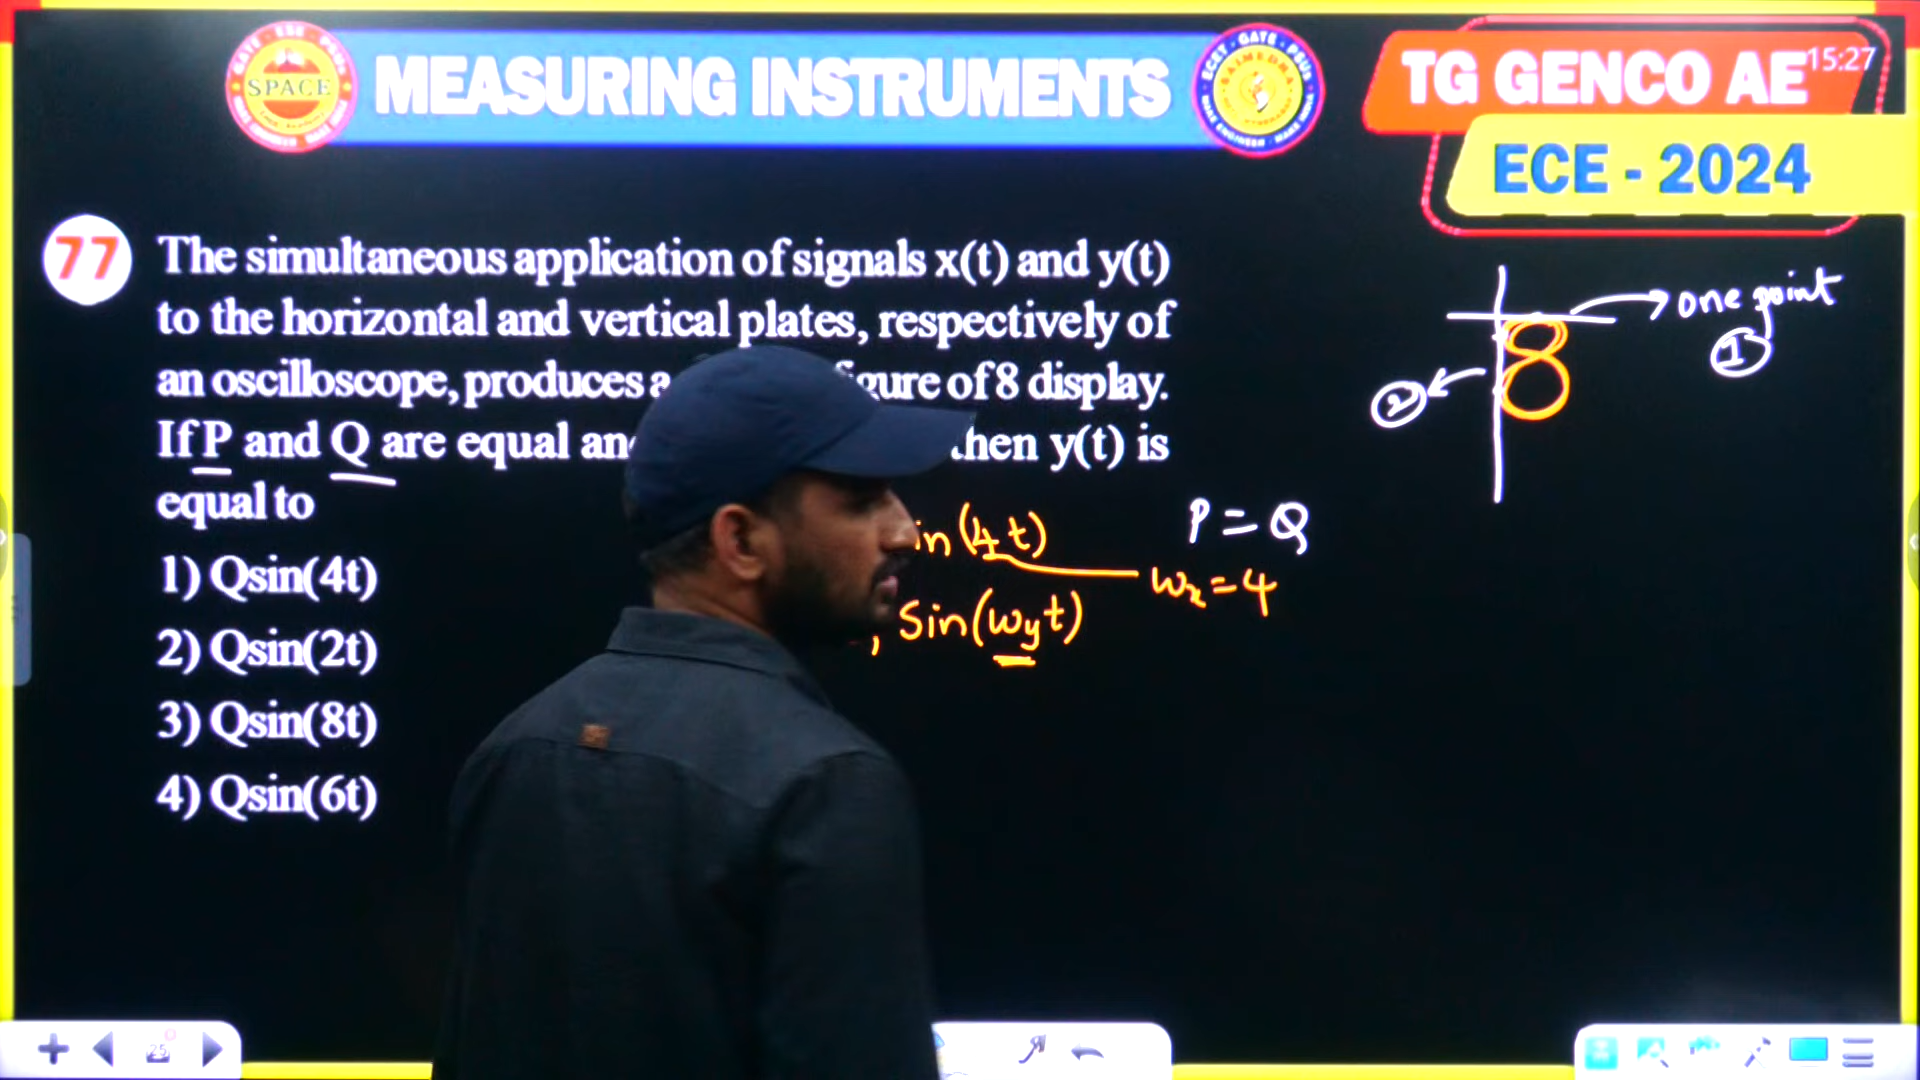 MEASURING INSTRUMENTS
SPACE
TG GENCO AE
15:27
ECE - 2024
77
The simultaneous application of signals x(t) and y(t)
to the horizontal and vertical plates, respectively of
an oscilloscope, produces a gure of 8 display.
If P and Q are equal an then y(t) is
equal to
1) Qsin(4t)
2) Qsin(2t)
3) Qsin(8t)
4) Qsin(6t)
in (4t)
Sin(ωyt)
P = Q
ωx = 4
8
one point
1
2
25